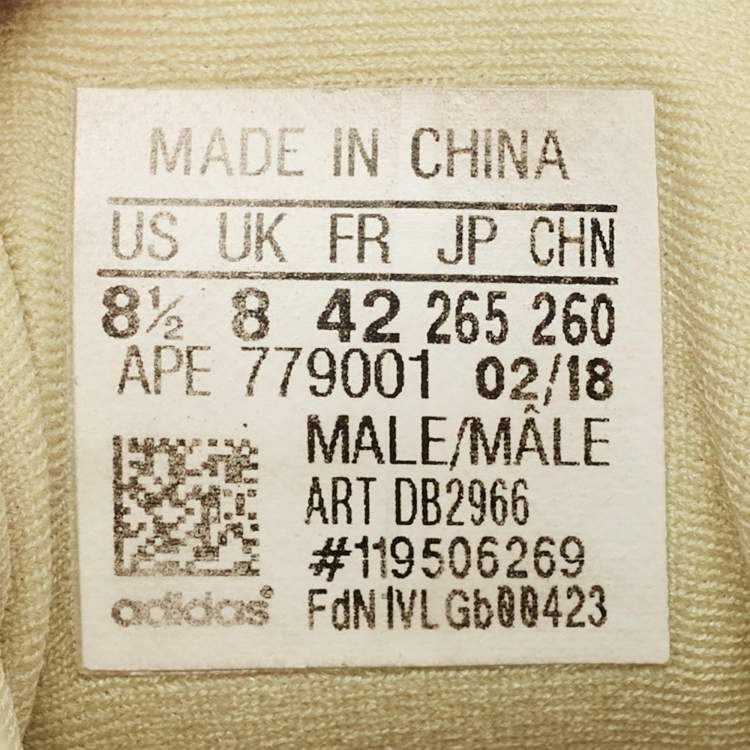 MADE IN CHINA
US UK FR JP CHN
8½ 8 42 265 260
APE 779001 02/18
MALE/MÂLE
ART DB2966
#119506269
adidas®
FdN1VLGb00423